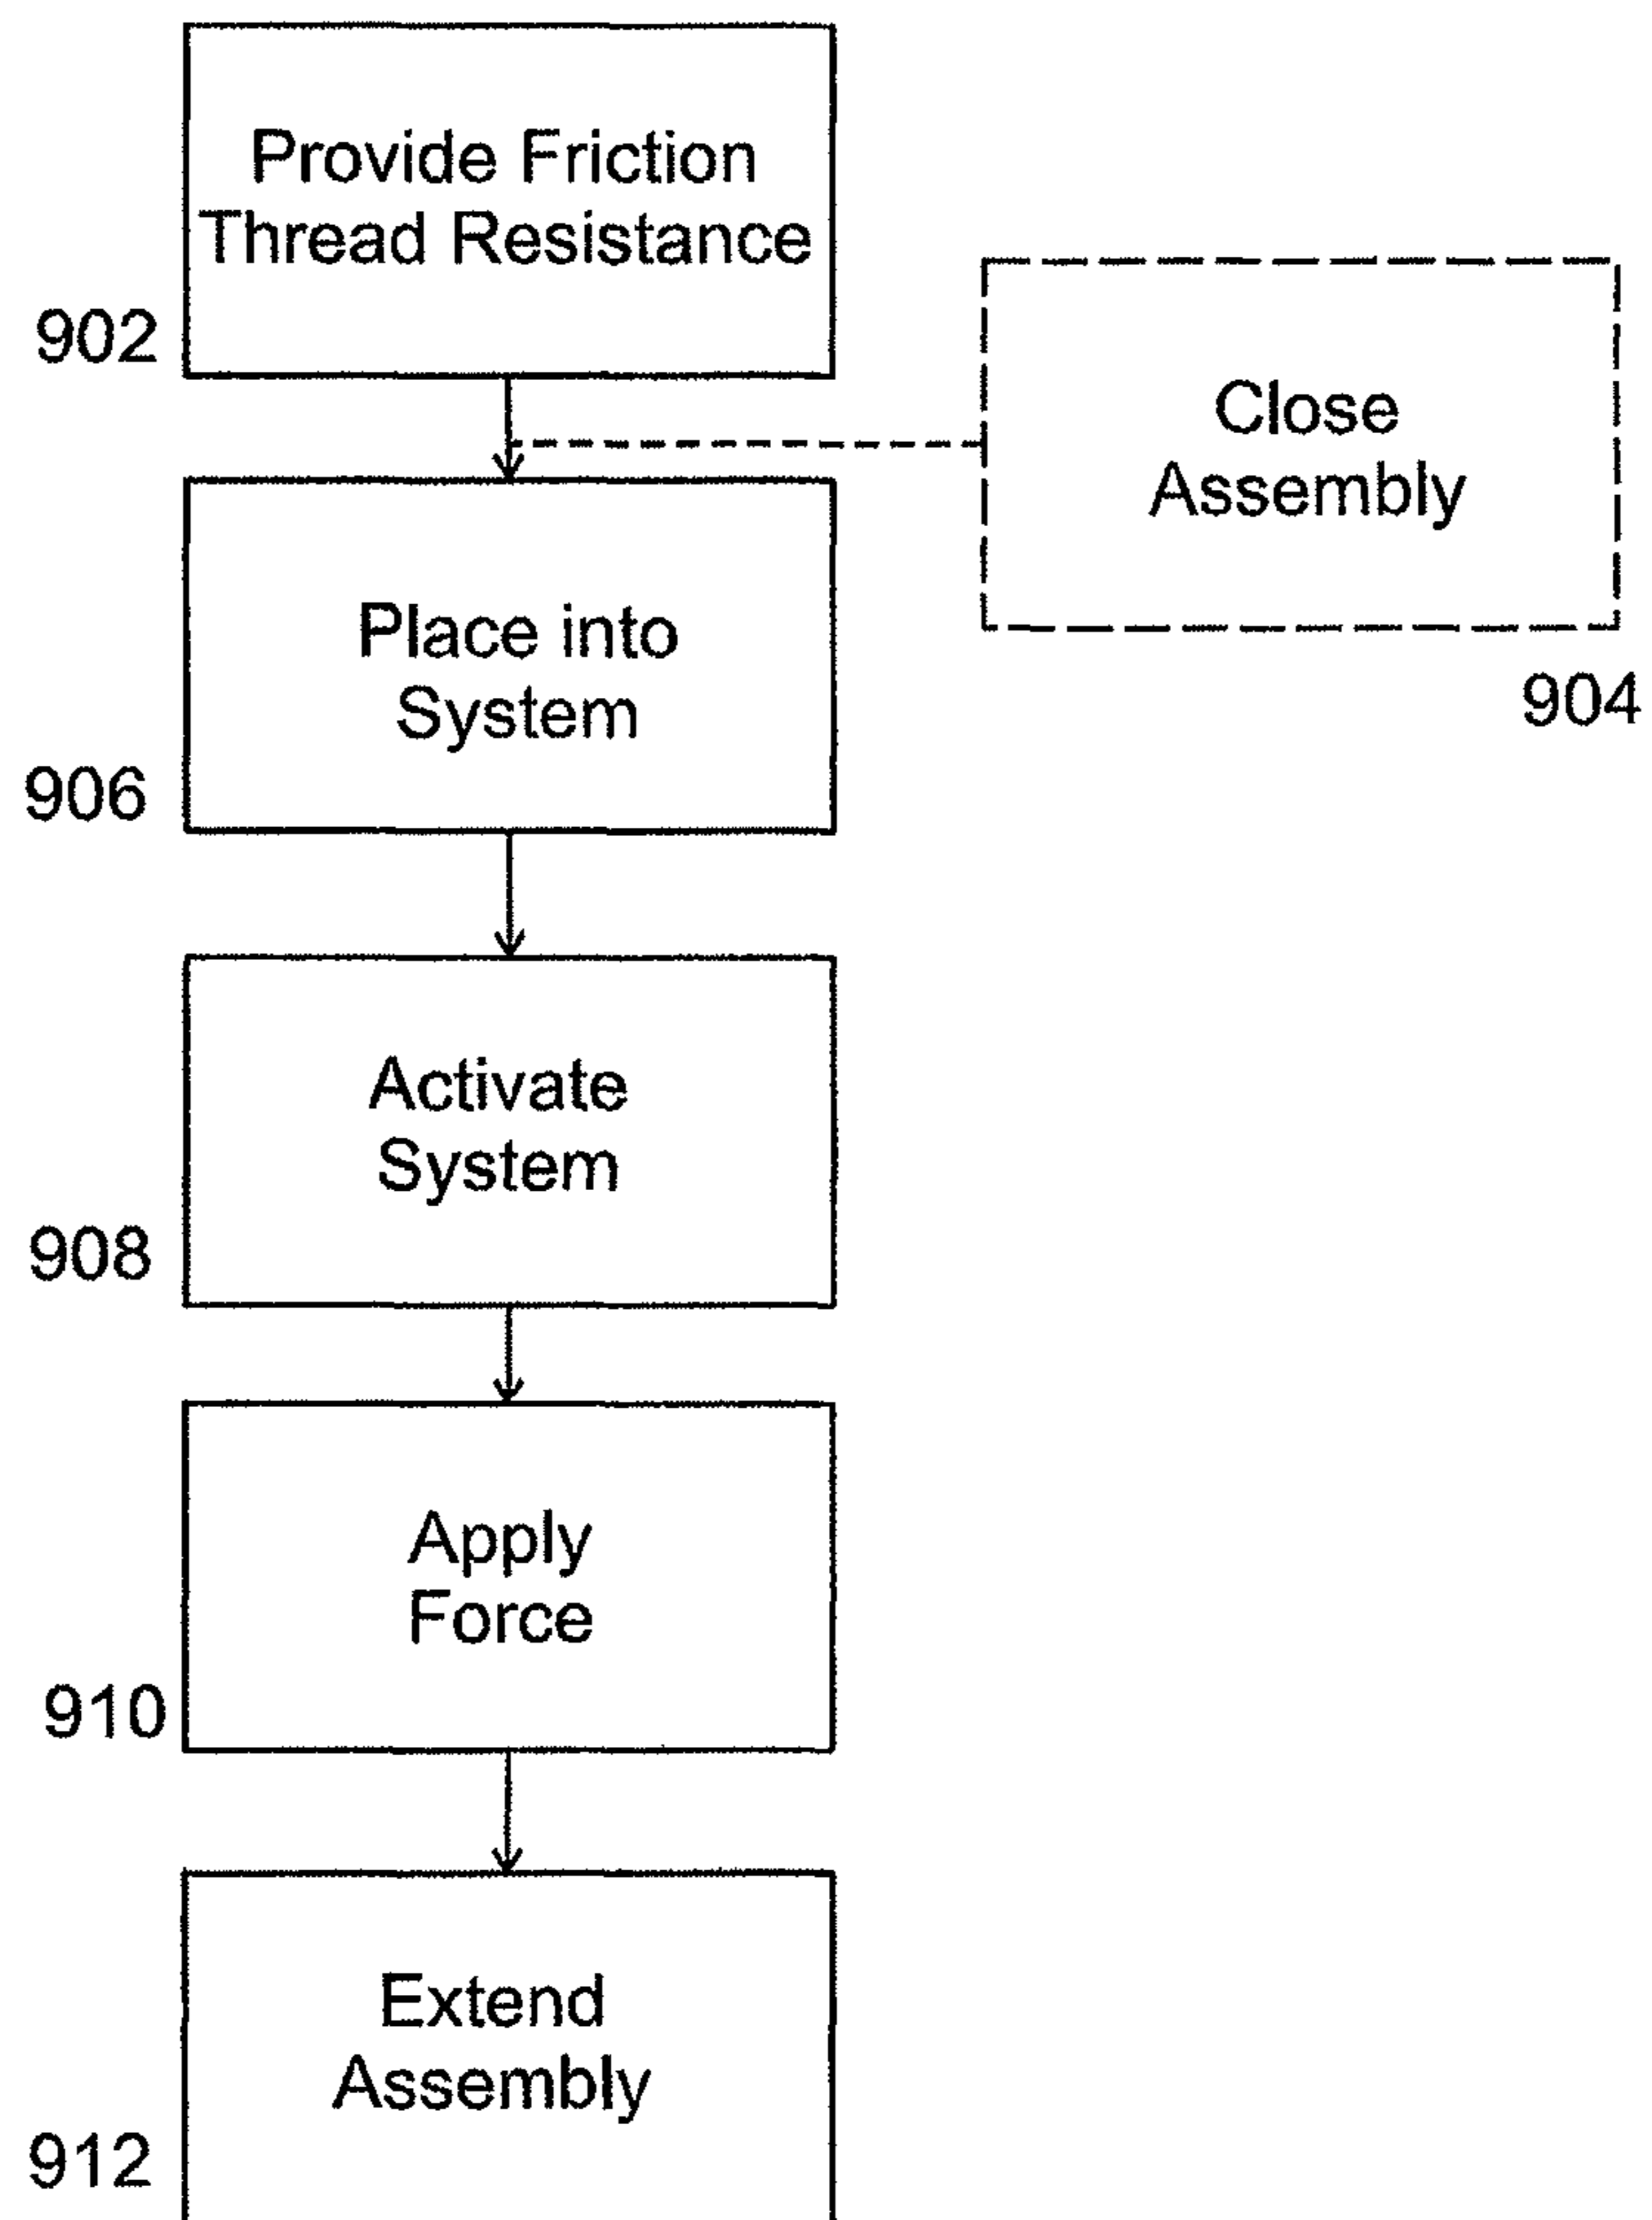 Provide Friction
Thread Resistance
902
Close
Assembly
904
Place into
System
906
Activate
System
908
Apply
Force
910
Extend
Assembly
912